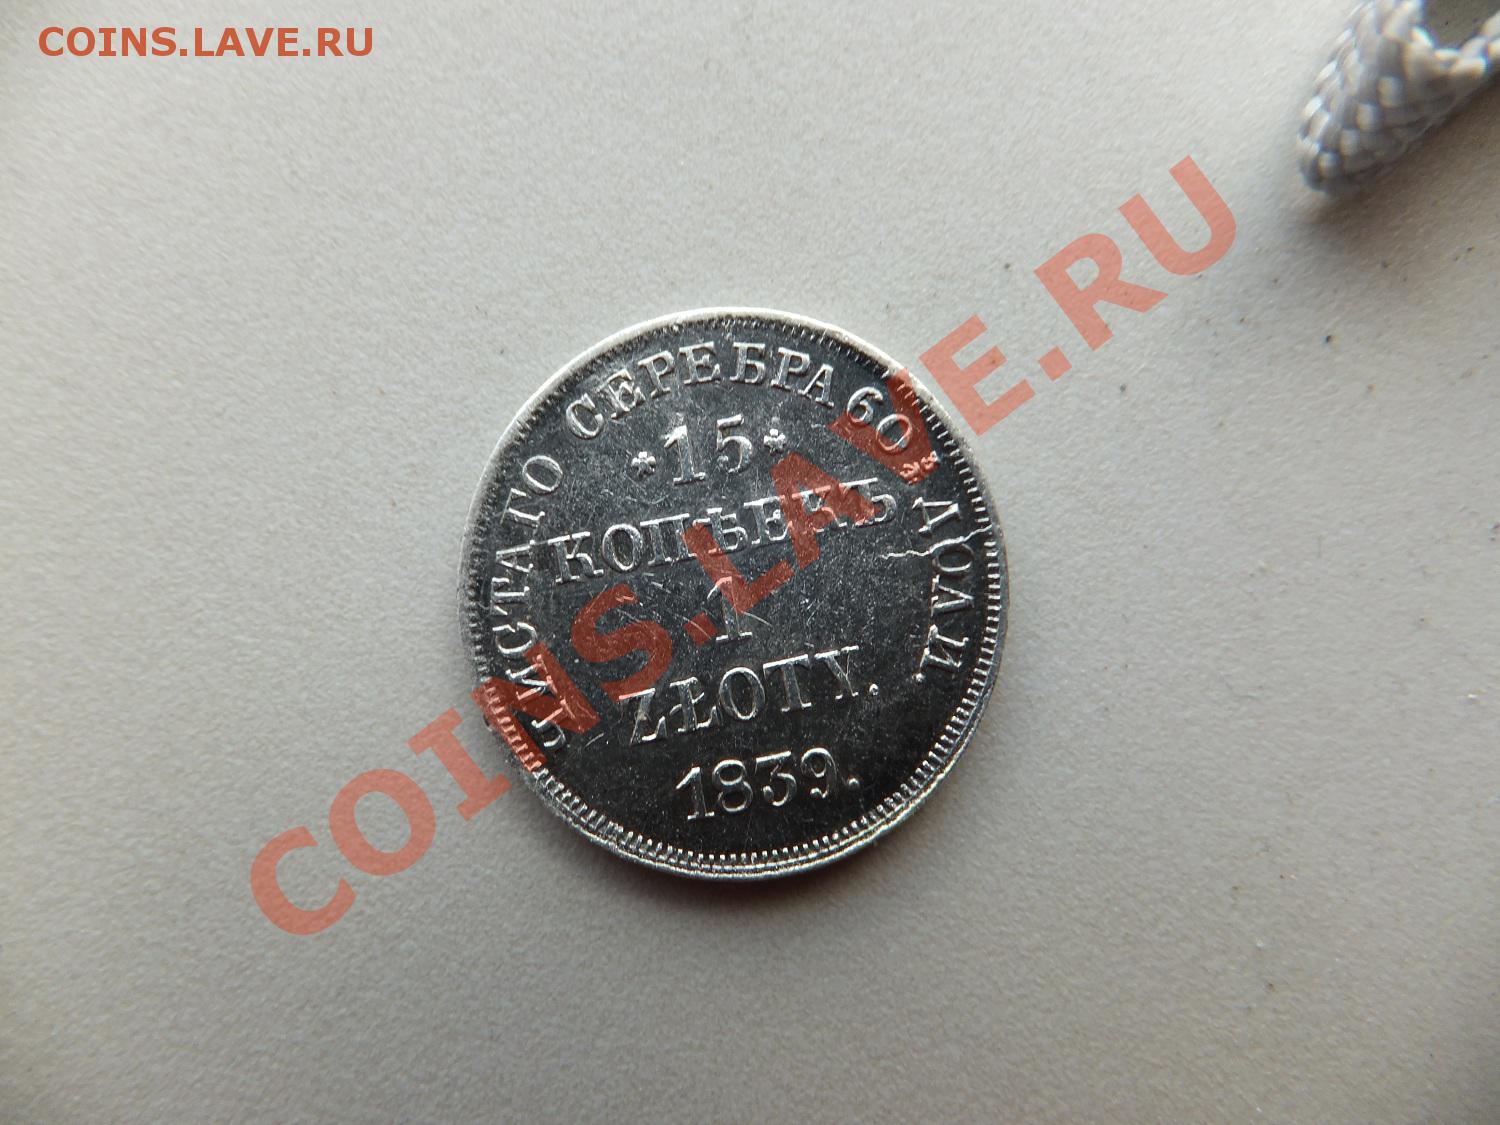 COINS.LAVE.RU
ЧИСТАГО СЕРЕБРА 60 ДОЛИ.
* 15 *
КОПѢЕКЪ
1
ZŁOTY.
1839.
COINS.LAVE.RU